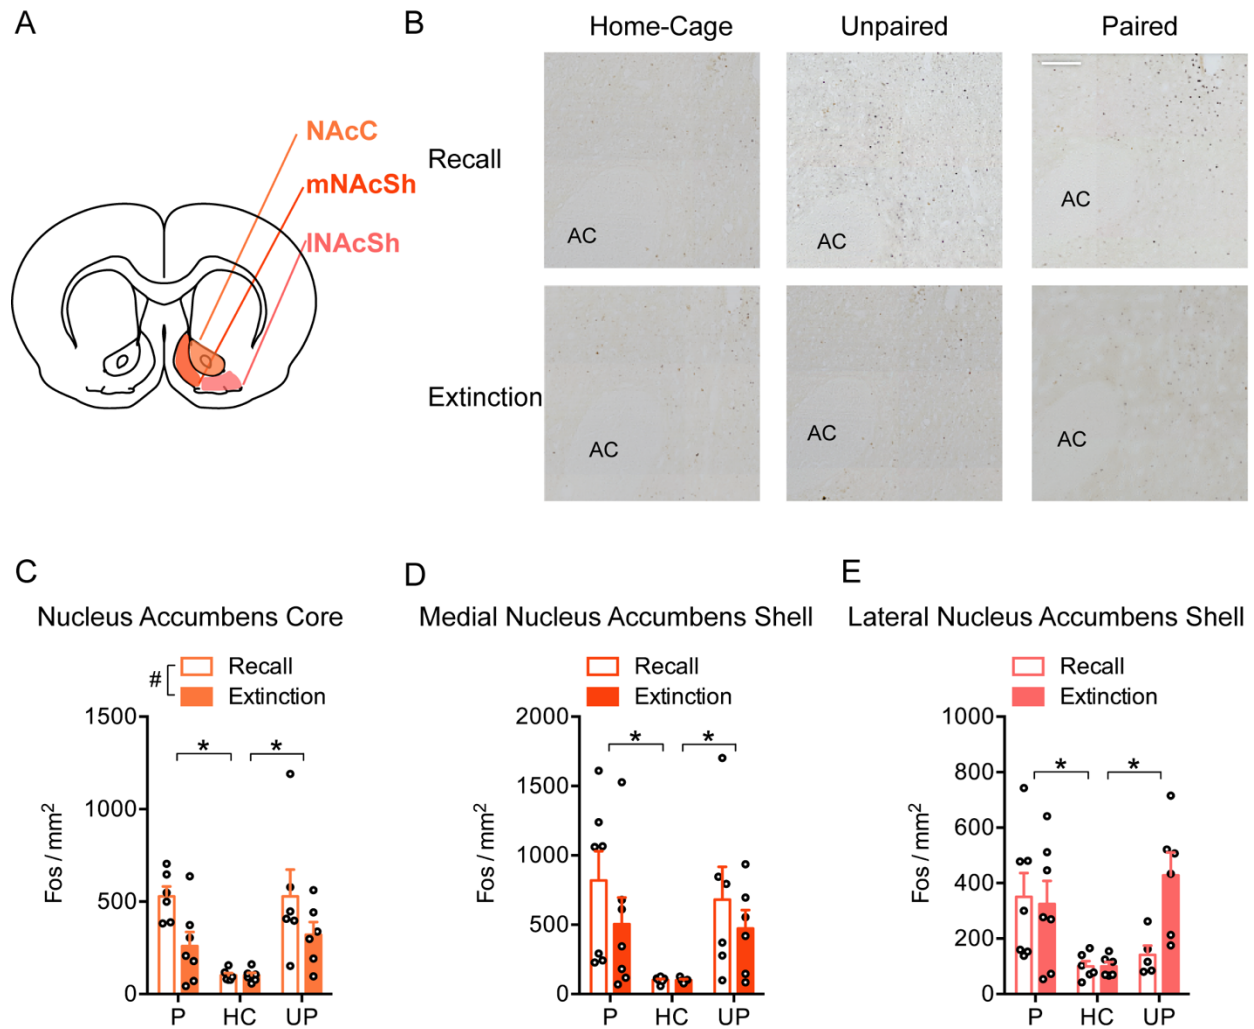 A
NAcC
mNAcSh
lNAcSh
B
Home-Cage
Unpaired
Paired
Recall
AC
AC
AC
Extinction
AC
AC
AC
C
Nucleus Accumbens Core
#
Recall
Extinction
1500
1000
500
0
Fos / mm2
*
*
P
HC
UP
D
Medial Nucleus Accumbens Shell
Recall
Extinction
2000
1500
1000
500
0
Fos / mm2
*
*
P
HC
UP
E
Lateral Nucleus Accumbens Shell
Recall
Extinction
1000
800
600
400
200
0
Fos / mm2
*
*
P
HC
UP